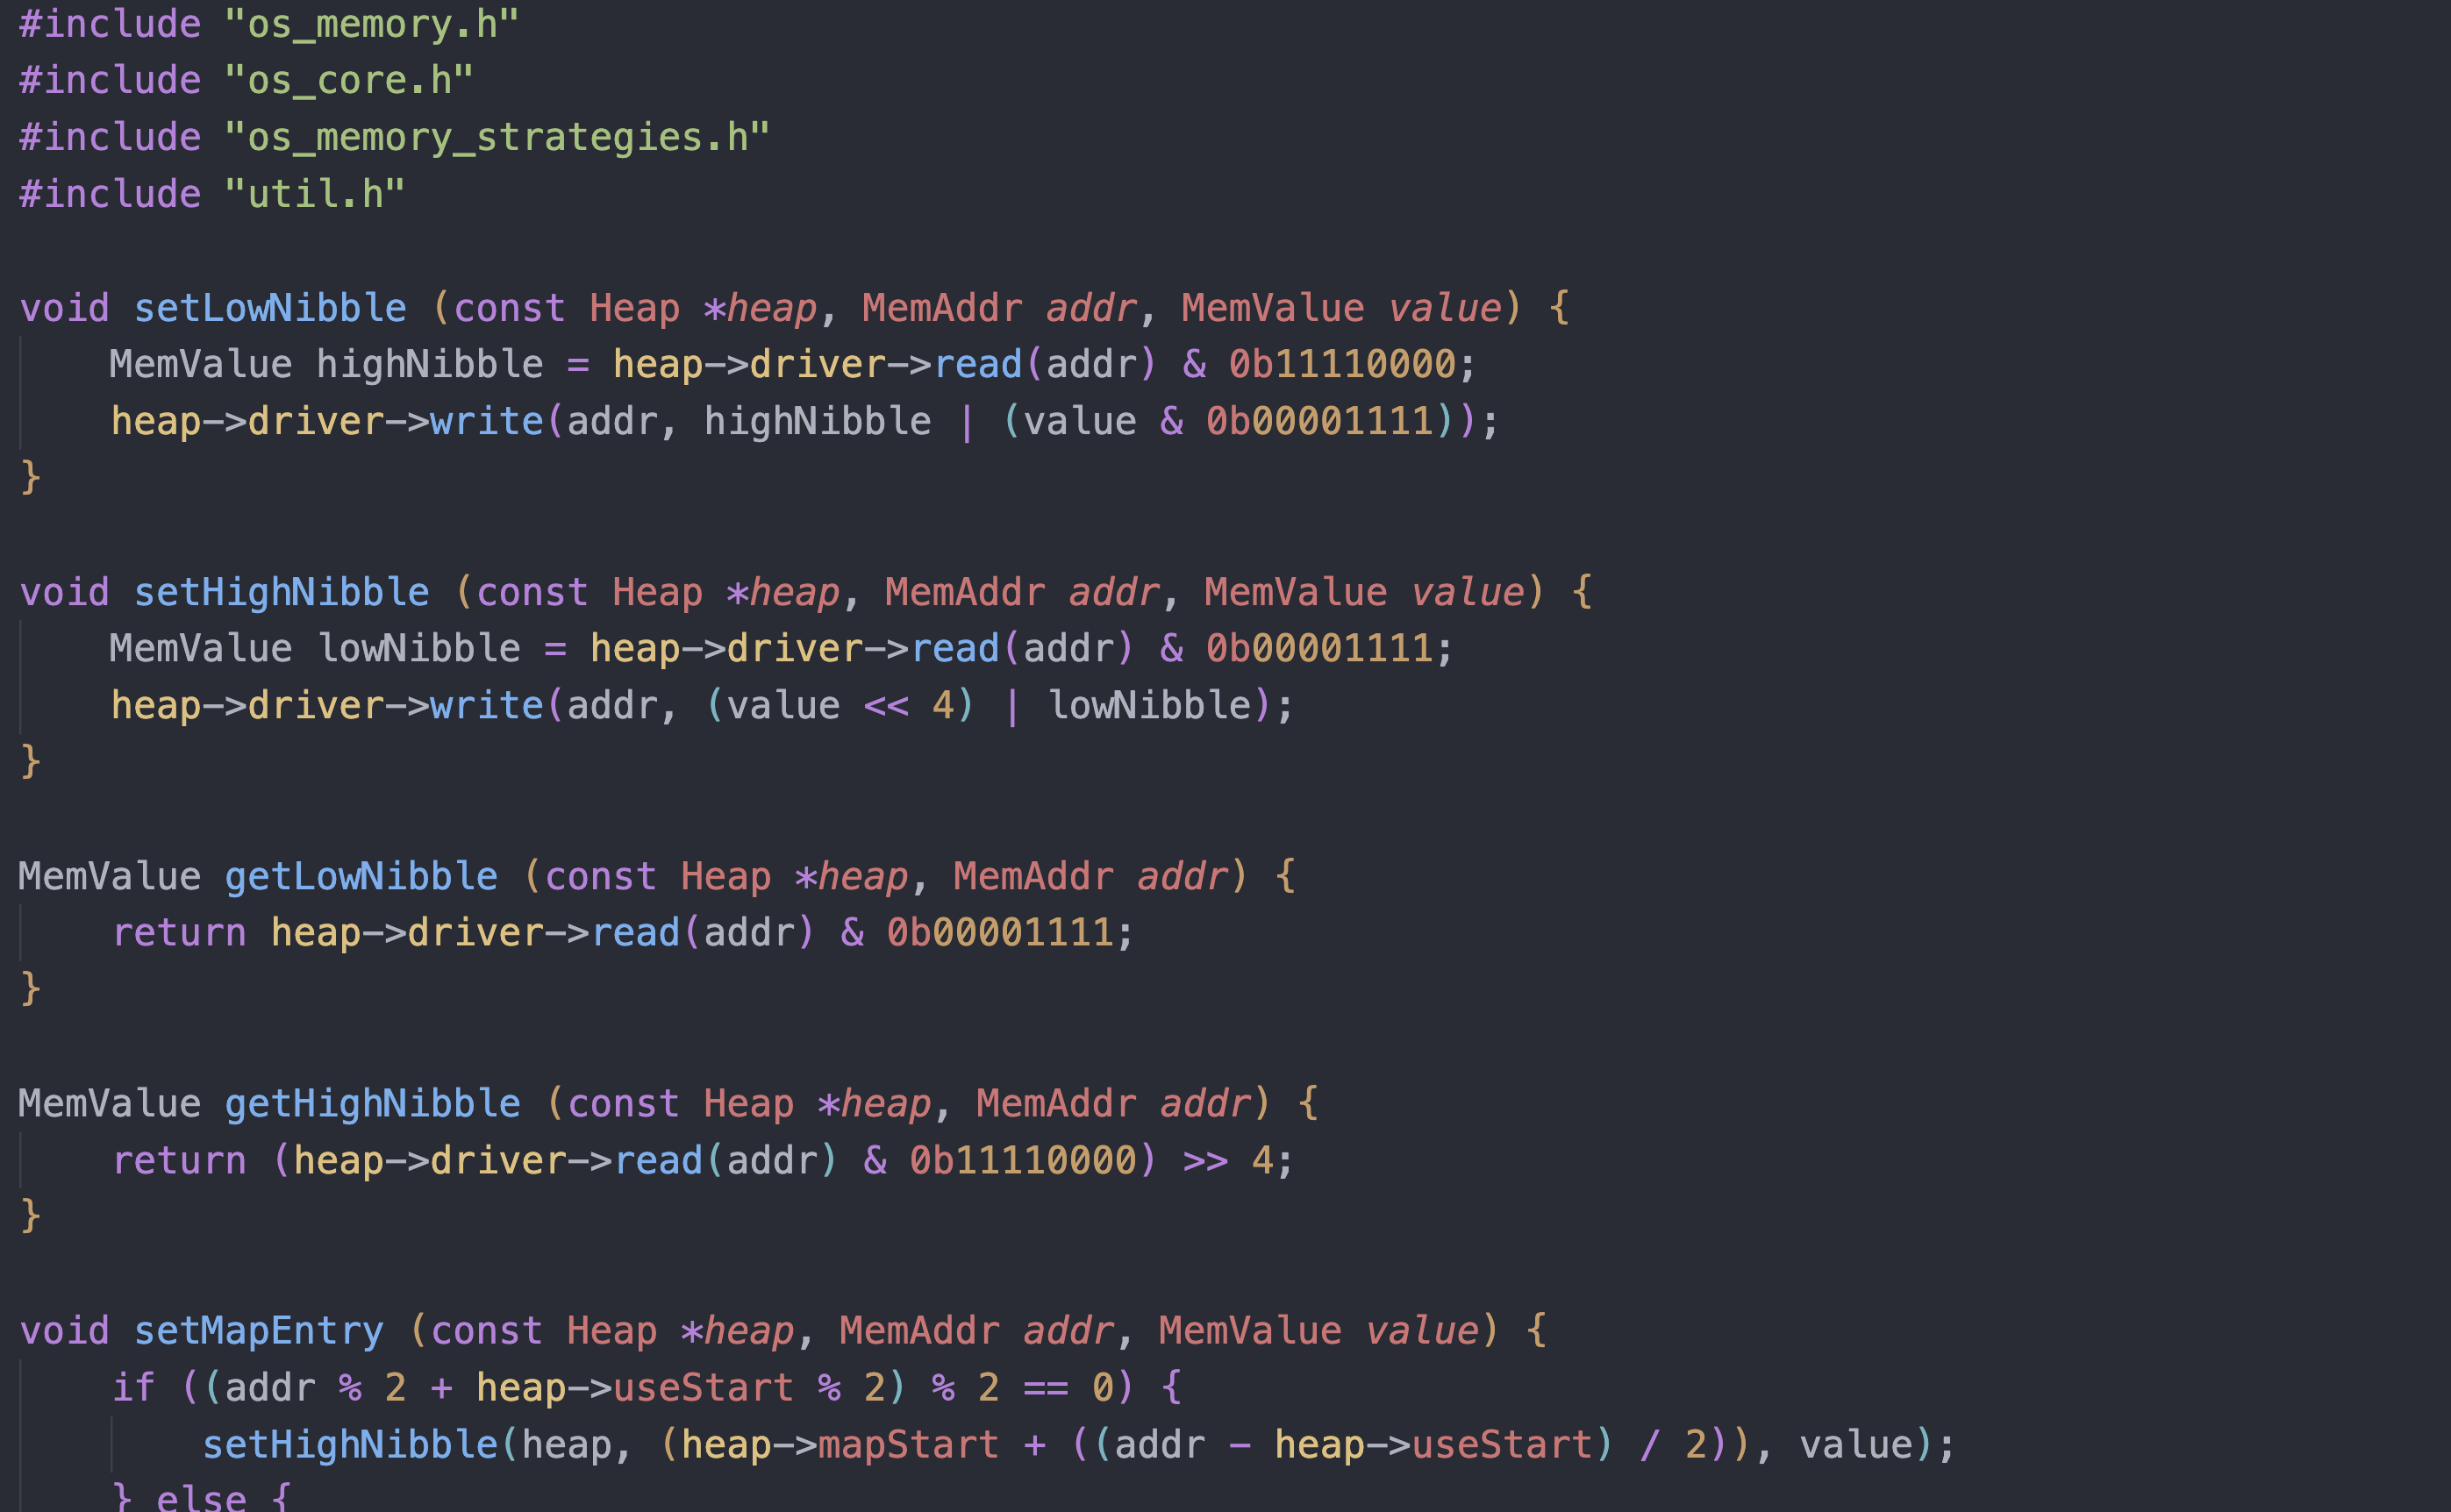 #include "os_memory.h"
#include "os_core.h"
#include "os_memory_strategies.h"
#include "util.h"

void setLowNibble (const Heap *heap, MemAddr addr, MemValue value) {
    MemValue highNibble = heap->driver->read(addr) & 0b11110000;
    heap->driver->write(addr, highNibble | (value & 0b00001111));
}

void setHighNibble (const Heap *heap, MemAddr addr, MemValue value) {
    MemValue lowNibble = heap->driver->read(addr) & 0b00001111;
    heap->driver->write(addr, (value << 4) | lowNibble);
}

MemValue getLowNibble (const Heap *heap, MemAddr addr) {
    return heap->driver->read(addr) & 0b00001111;
}

MemValue getHighNibble (const Heap *heap, MemAddr addr) {
    return (heap->driver->read(addr) & 0b11110000) >> 4;
}

void setMapEntry (const Heap *heap, MemAddr addr, MemValue value) {
    if ((addr % 2 + heap->useStart % 2) % 2 == 0) {
        setHighNibble(heap, (heap->mapStart + ((addr - heap->useStart) / 2)), value);
    } else {